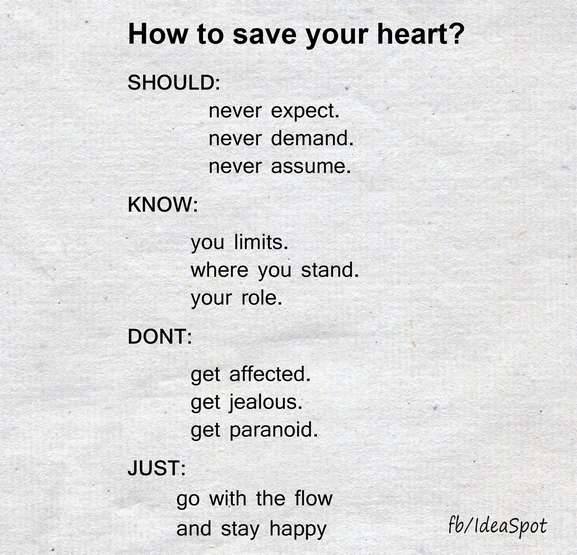 How to save your heart?
SHOULD:
never expect.
never demand.
never assume.
KNOW:
you limits.
where you stand.
your role.
DONT:
get affected.
get jealous.
get paranoid.
JUST:
go with the flow
and stay happy
fb/IdeaSpot